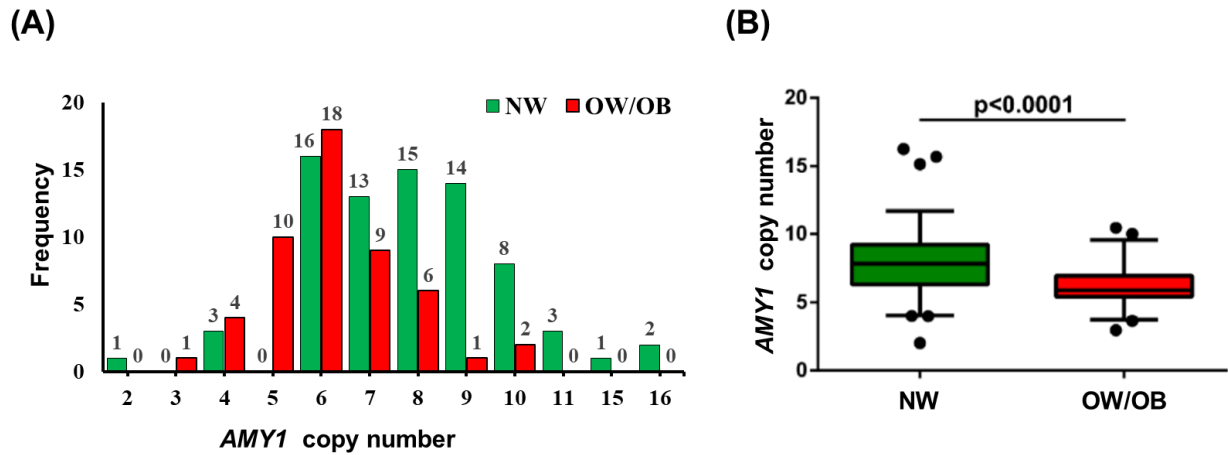 (A)
NW OW/OB
Frequency
20
15
10
5
0
1 0 0 1 3 4 0 10 16 18 13 9 15 6 14 1 8 2 3 0 1 0 2 0
2 3 4 5 6 7 8 9 10 11 15 16
AMY1 copy number
(B)
p<0.0001
AMY1 copy number
20
15
10
5
0
NW OW/OB